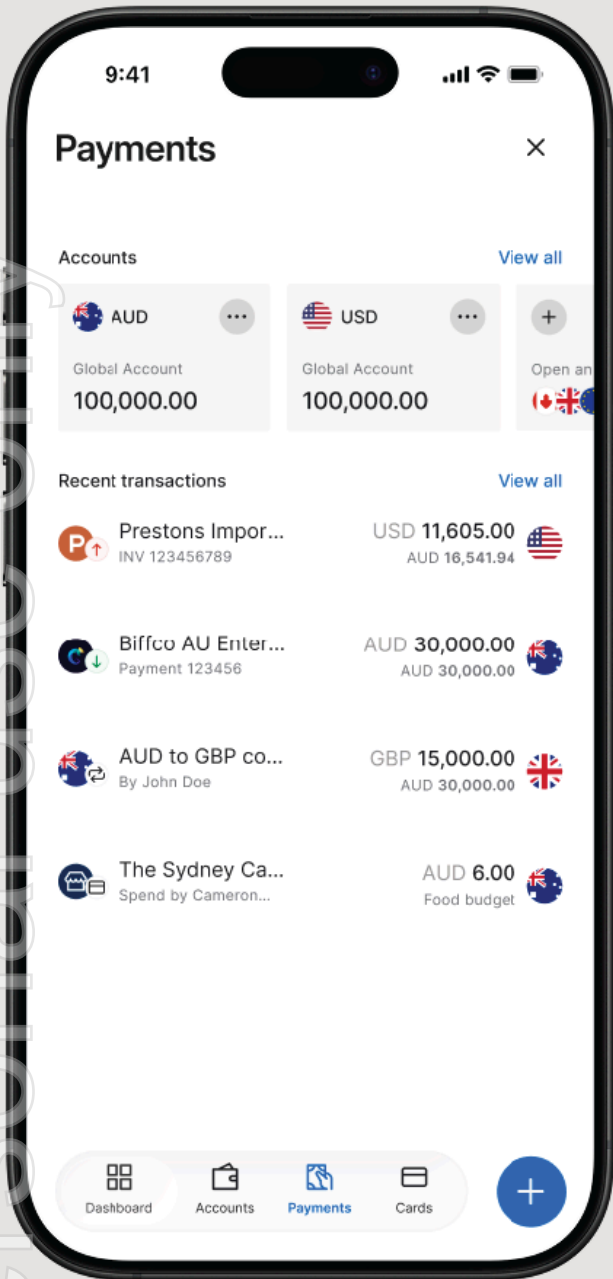 9:41
Payments
Accounts
View all
AUD
USD
Global Account
Global Account
Open an
100,000.00
100,000.00
Recent transactions
View all
P
Prestons Impor...
USD 11,605.00
INV 123456789
AUD 16,541.94
Biffco AU Enter...
AUD 30,000.00
Payment 123456
AUD 30,000.00
AUD to GBP co...
GBP 15,000.00
By John Doe
AUD 30,000.00
The Sydney Ca...
AUD 6.00
Spend by Cameron...
Food budget
Dashboard
Accounts
Payments
Cards